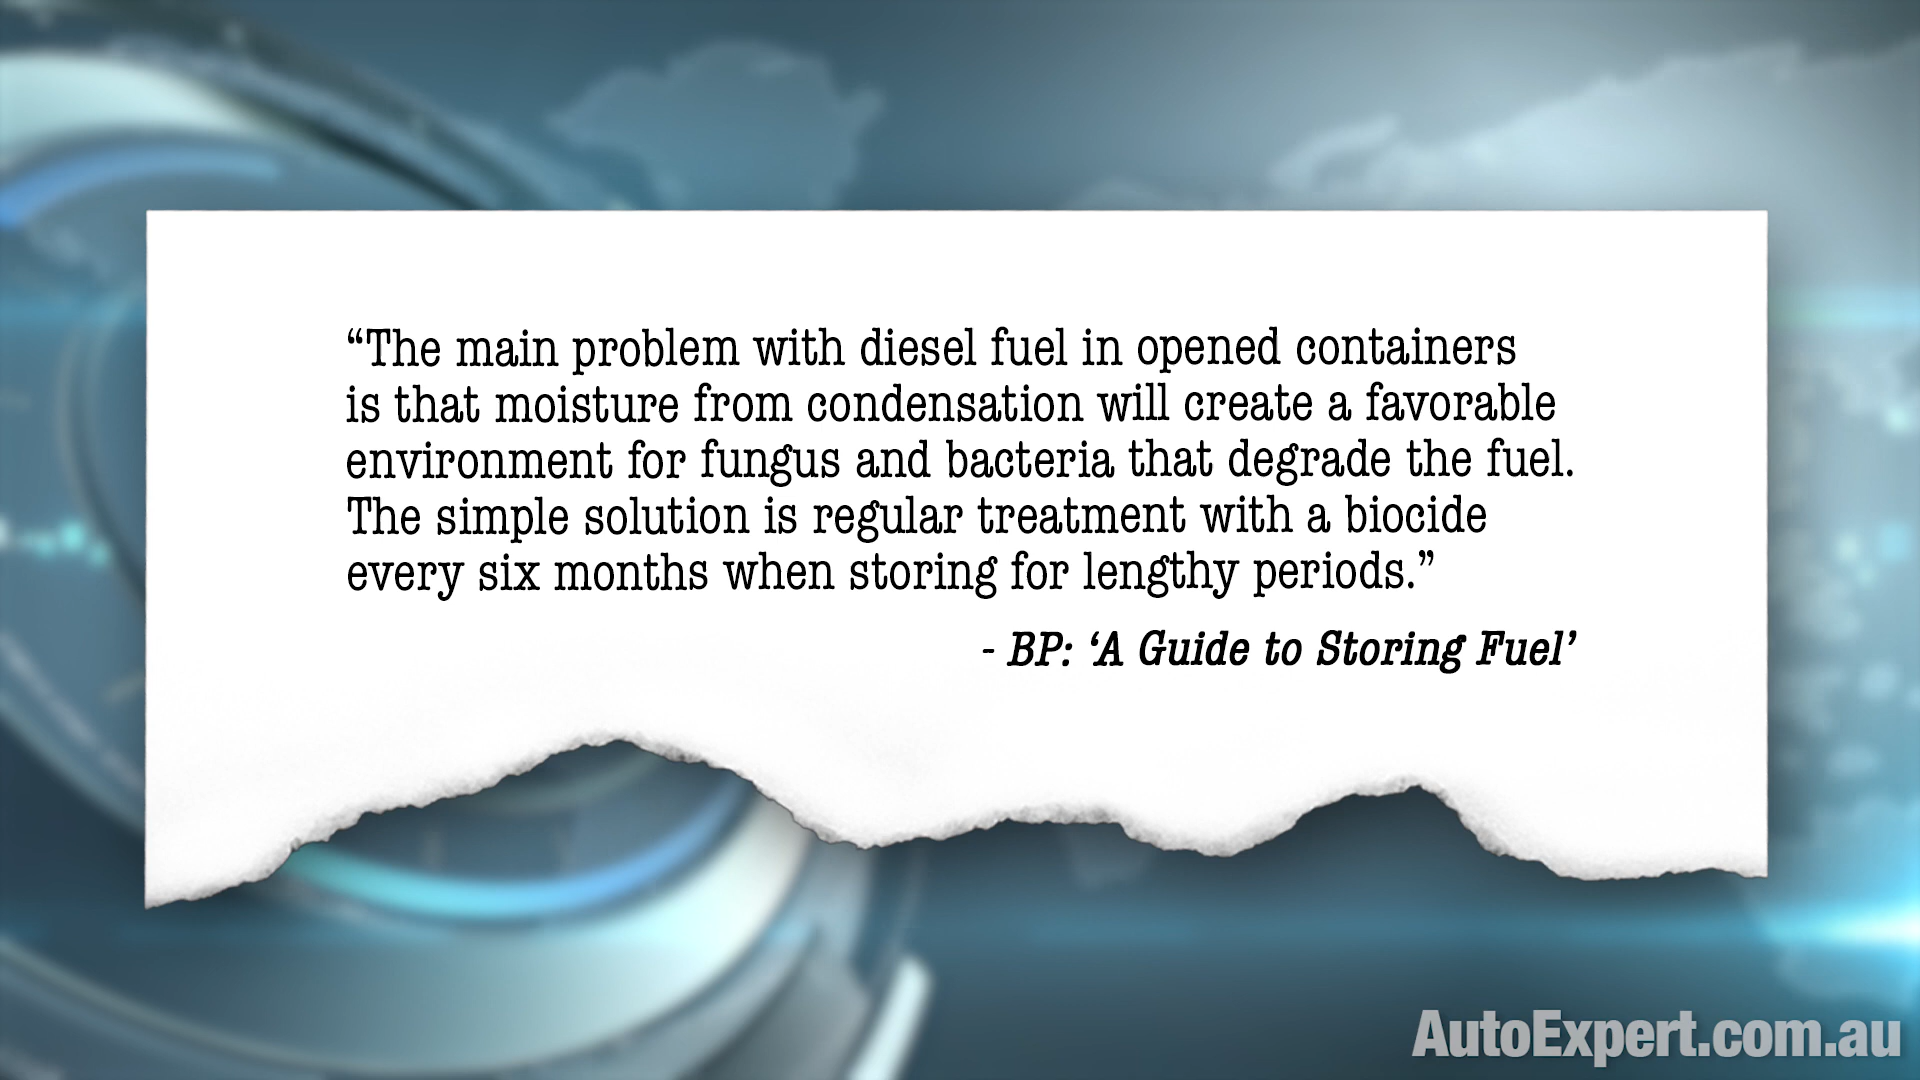 “The main problem with diesel fuel in opened containers
is that moisture from condensation will create a favorable
environment for fungus and bacteria that degrade the fuel.
The simple solution is regular treatment with a biocide
every six months when storing for lengthy periods.”
- BP: ‘A Guide to Storing Fuel’
AutoExpert.com.au